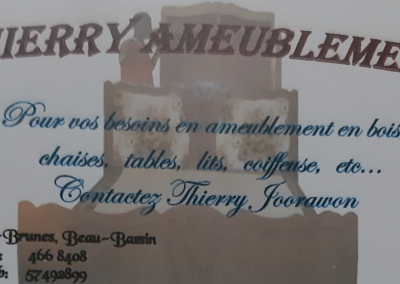 HIERRY AMEUBLEME
Pour vos besoins en ameublement en bois
chaises, tables, lits, coiffeuse, etc...
Contactez Thierry Joorawon
-Brunes, Beau-Bassin
: 466 8408
b: 57492899